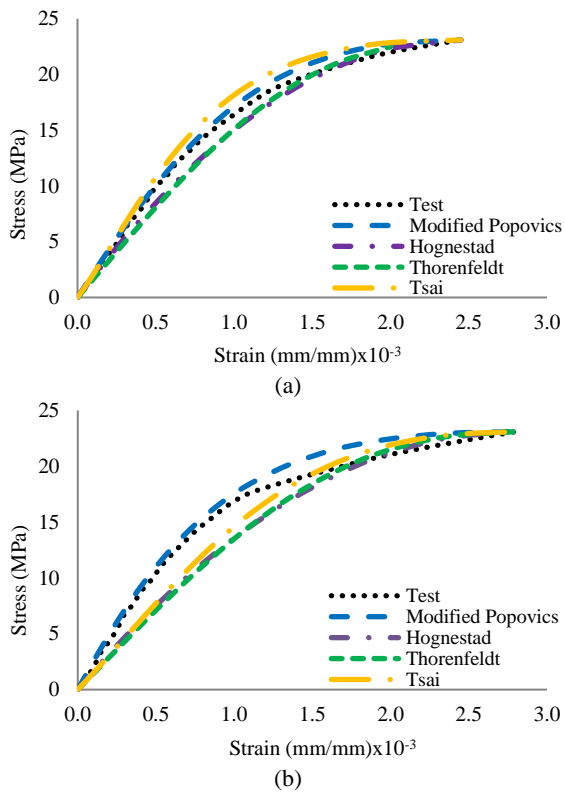 25
20
15
10
5
0
Stress (MPa)
Test
Modified Popovics
Hognestad
Thorenfeldt
Tsai
0.0 0.5 1.0 1.5 2.0 2.5 3.0
Strain (mm/mm)x10-3
(a)
25
20
15
10
5
0
Stress (MPa)
Test
Modified Popovics
Hognestad
Thorenfeldt
Tsai
0.0 0.5 1.0 1.5 2.0 2.5 3.0
Strain (mm/mm)x10-3
(b)